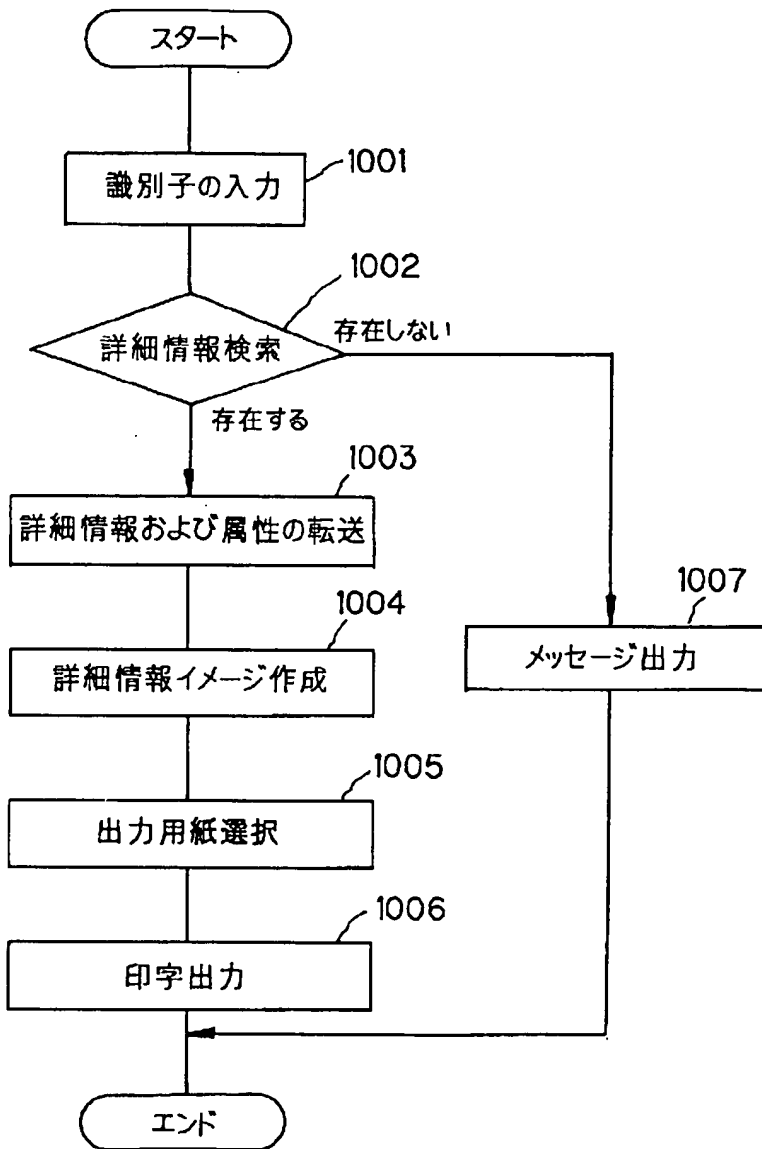 スタート
1001
識別子の入力
1002
詳細情報検索
存在しない
存在する
1003
詳細情報および属性の転送
1004
詳細情報イメージ作成
1005
出力用紙選択
1006
印字出力
1007
メッセージ出力
エンド